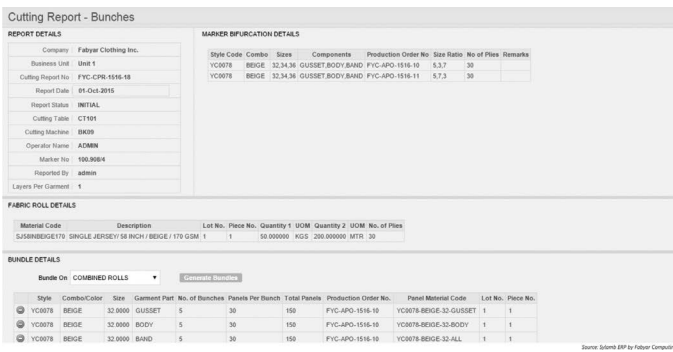 Cutting Report - Bunches
REPORT DETAILS
Company Fabyar Clothing Inc.
Business Unit Unit 1
Cutting Report No FYC-CPR-1516-18
Report Date 01-Oct-2015
Report Status INITIAL
Cutting Table CT101
Cutting Machine BK09
Operator Name ADMIN
Marker No 100.908/4
Reported By admin
Layers Per Garment 1
MARKER BIFURCATION DETAILS
Style Code Combo Sizes Components Production Order No Size Ratio No of Plies Remarks
YC0078 BEIGE 32,34,36 GUSSET,BODY,BAND FYC-APO-1516-10 5,3,7 30
YC0078 BEIGE 32,34,36 GUSSET,BODY,BAND FYC-APO-1516-11 5,7,3 30
FABRIC ROLL DETAILS
Material Code Description Lot No. Piece No. Quantity 1 UOM Quantity 2 UOM No. of Plies
SJ58INBEIGE170 SINGLE JERSEY/ 58 INCH / BEIGE / 170 GSM 1 1 50.000000 KGS 200.000000 MTR 30
BUNDLE DETAILS
Bundle On COMBINED ROLLS Generate Bundles
Style Combo/Color Size Garment Part No. of Bunches Panels Per Bunch Total Panels Production Order No. Panel Material Code Lot No. Piece No.
YC0078 BEIGE 32.0000 GUSSET 5 30 150 FYC-APO-1516-10 YC0078-BEIGE-32-GUSSET 1 1
YC0078 BEIGE 32.0000 BODY 5 30 150 FYC-APO-1516-10 YC0078-BEIGE-32-BODY 1 1
YC0078 BEIGE 32.0000 BAND 5 30 150 FYC-APO-1516-10 YC0078-BEIGE-32-ALL 1 1
Source: Sylomb ERP by Fabyar Computin